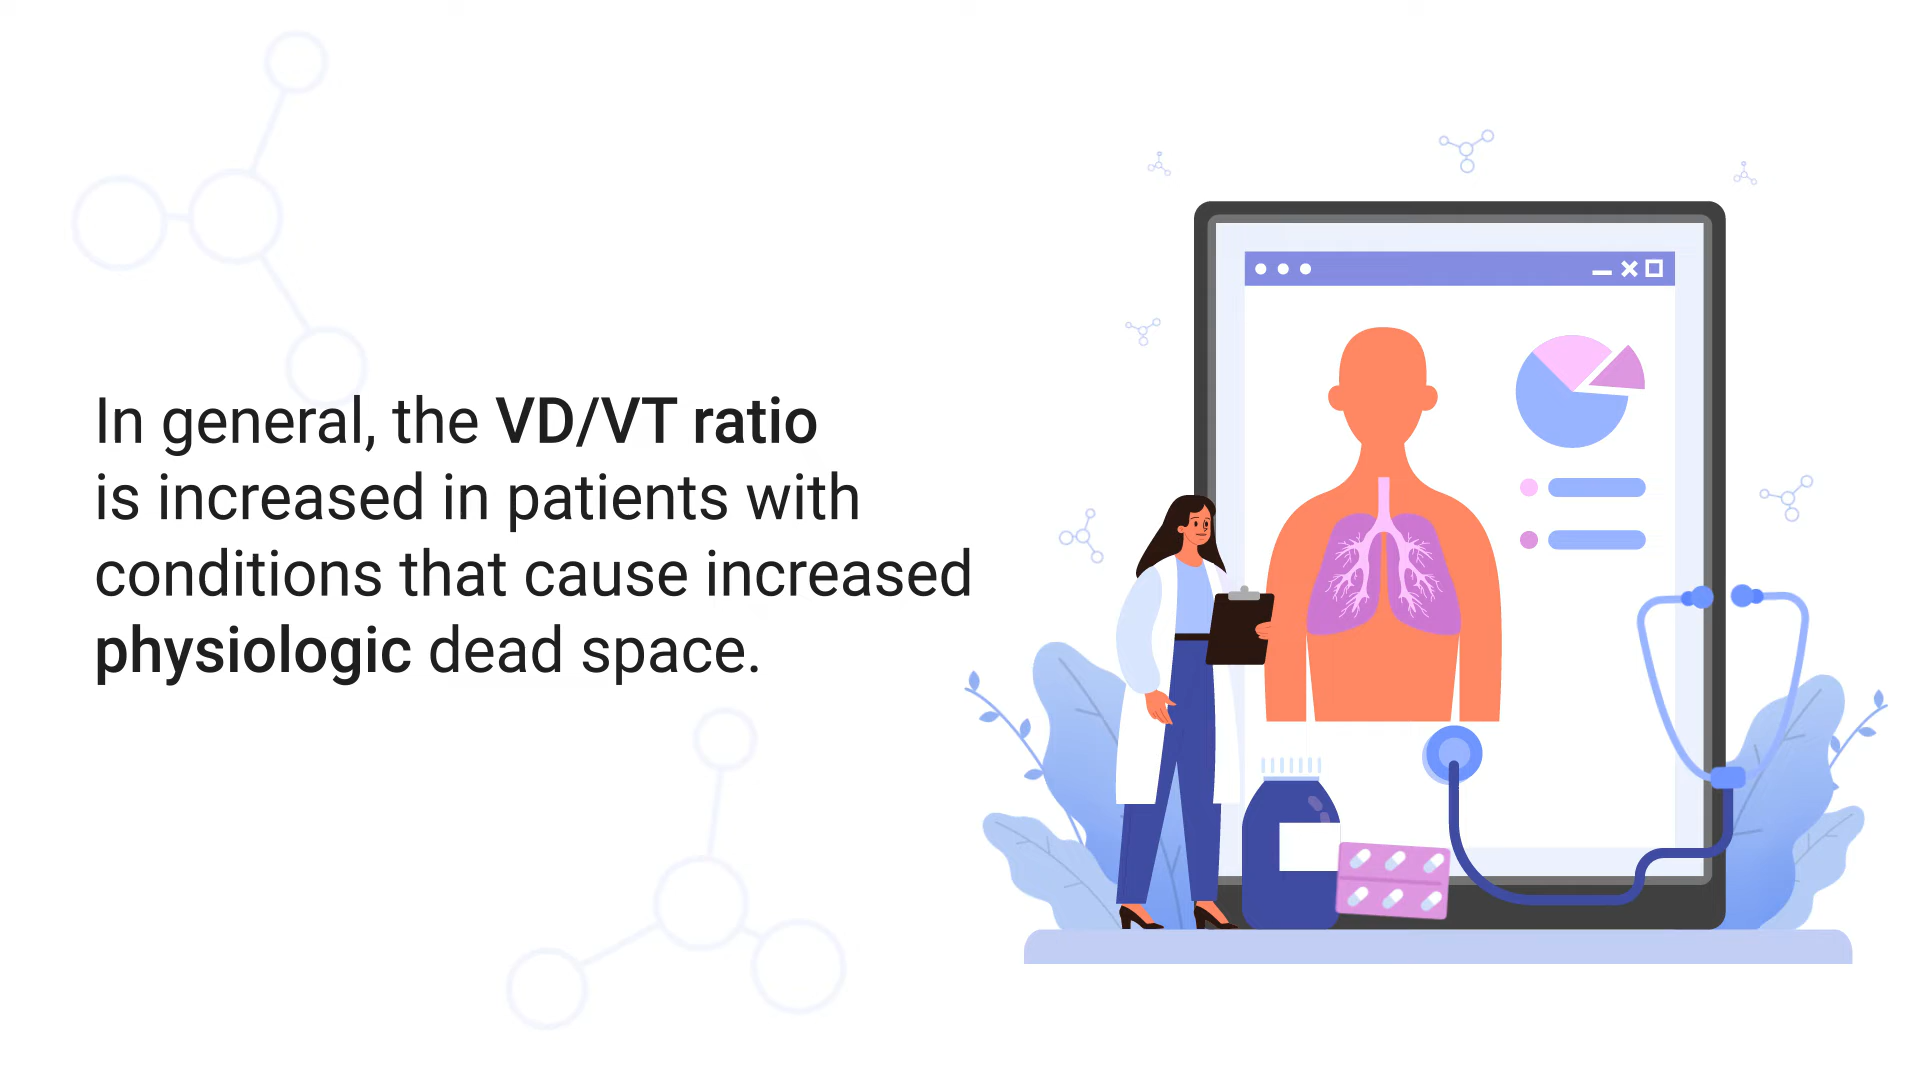 In general, the VD/VT ratio
is increased in patients with
conditions that cause increased
physiologic dead space.